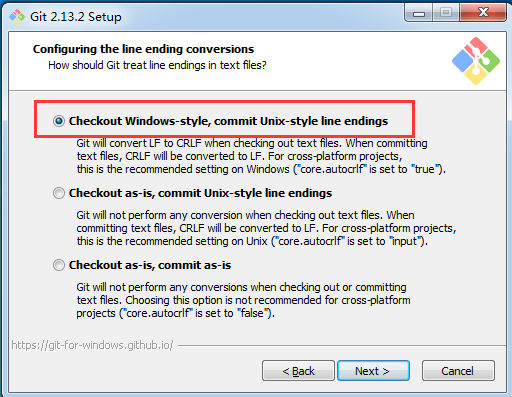 Git 2.13.2 Setup
Configuring the line ending conversions
How should Git treat line endings in text files?
Checkout Windows-style, commit Unix-style line endings
Git will convert LF to CRLF when checking out text files. When committing
text files, CRLF will be converted to LF. For cross-platform projects,
this is the recommended setting on Windows ("core.autocrlf" is set to "true").
Checkout as-is, commit Unix-style line endings
Git will not perform any conversion when checking out text files. When
committing text files, CRLF will be converted to LF. For cross-platform projects,
this is the recommended setting on Unix ("core.autocrlf" is set to "input").
Checkout as-is, commit as-is
Git will not perform any conversions when checking out or committing
text files. Choosing this option is not recommended for cross-platform
projects ("core.autocrlf" is set to "false").
https://git-for-windows.github.io/
< Back
Next >
Cancel